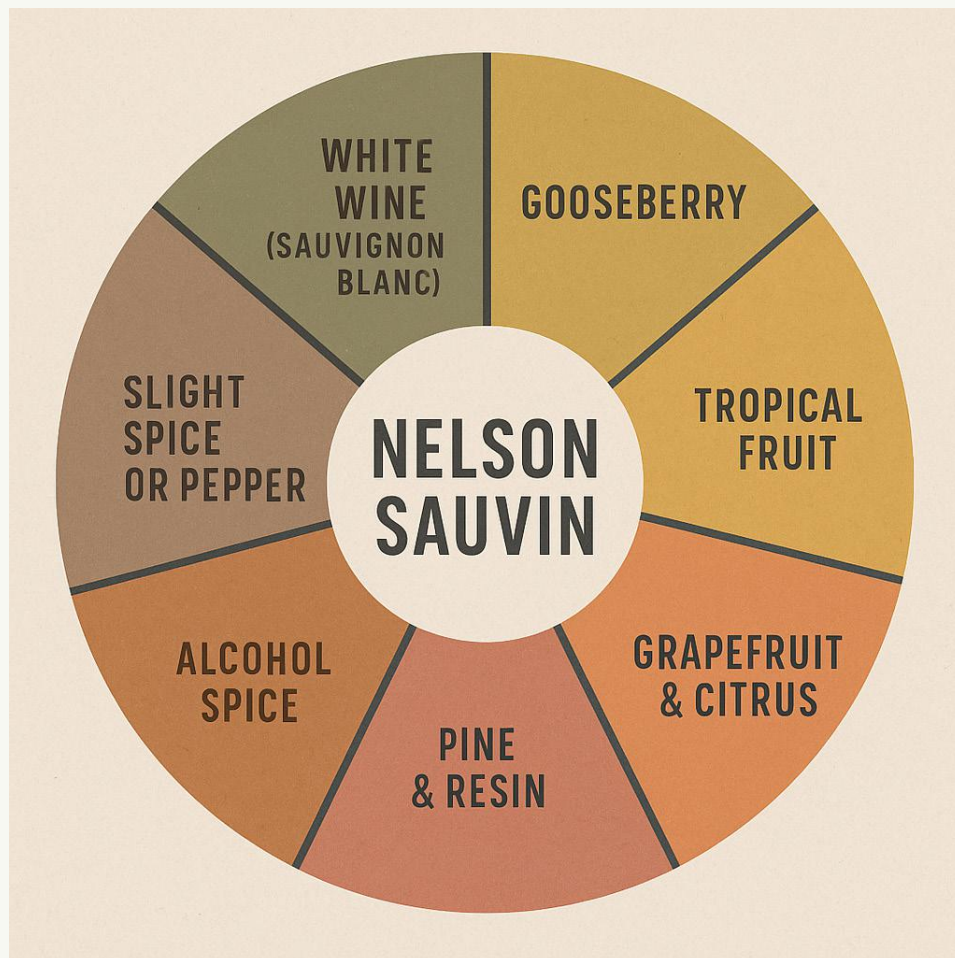 WHITE
WINE
(SAUVIGNON
BLANC)
GOOSEBERRY
TROPICAL
FRUIT
SLIGHT
SPICE
OR PEPPER
NELSON
SAUVIN
GRAPEFRUIT
& CITRUS
ALCOHOL
SPICE
PINE
& RESIN